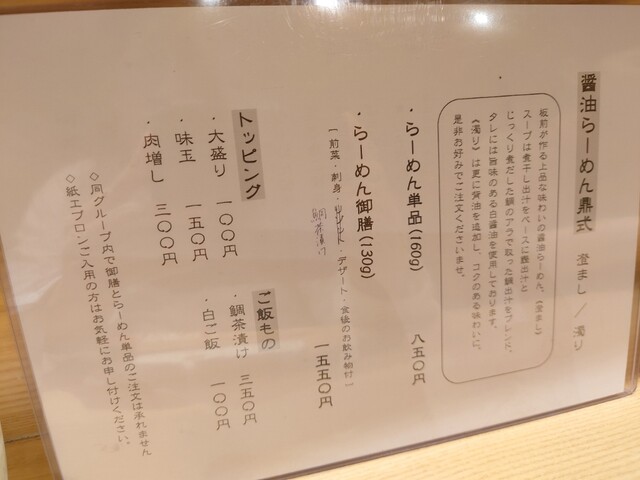 醤油らーめん鼎式 澄まし / 濁り
板前が作る上品な味わいの醤油らーめん。(澄まし)
スープは煮干し出汁をベースに鰹出汁と
じっくり煮だした鯛のアラで取った鯛出汁をブレンド、
タレには旨味のある白醤油を使用しております。
(濁り)は更に背油を追加し、コクのある味わいに。
是非お好みでご注文くださいませ。
・らーめん単品(160g) 八五〇円
・らーめん御膳(130g) 一五五〇円
(前菜・刺身・鯛茶漬け・デザート・食後のお飲み物付)
トッピング
・大盛り 一〇〇円
・味玉 一五〇円
・肉増し 三〇〇円
ご飯もの
・鯛茶漬け 三五〇円
・白ご飯 一〇〇円
◇同グループ内で御膳とらーめん単品のご注文は承れません
◇紙エプロンご入用の方はお気軽にお申し付けください。